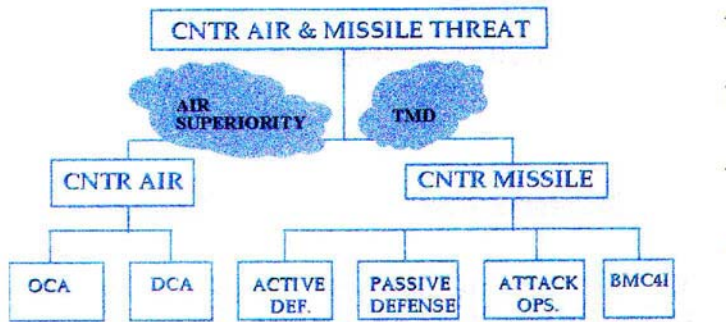 CNTR AIR & MISSILE THREAT
AIR
SUPERIORITY
TMD
CNTR AIR
CNTR MISSILE
OCA
DCA
ACTIVE
DEF.
PASSIVE
DEFENSE
ATTACK
OPS.
BMC4I